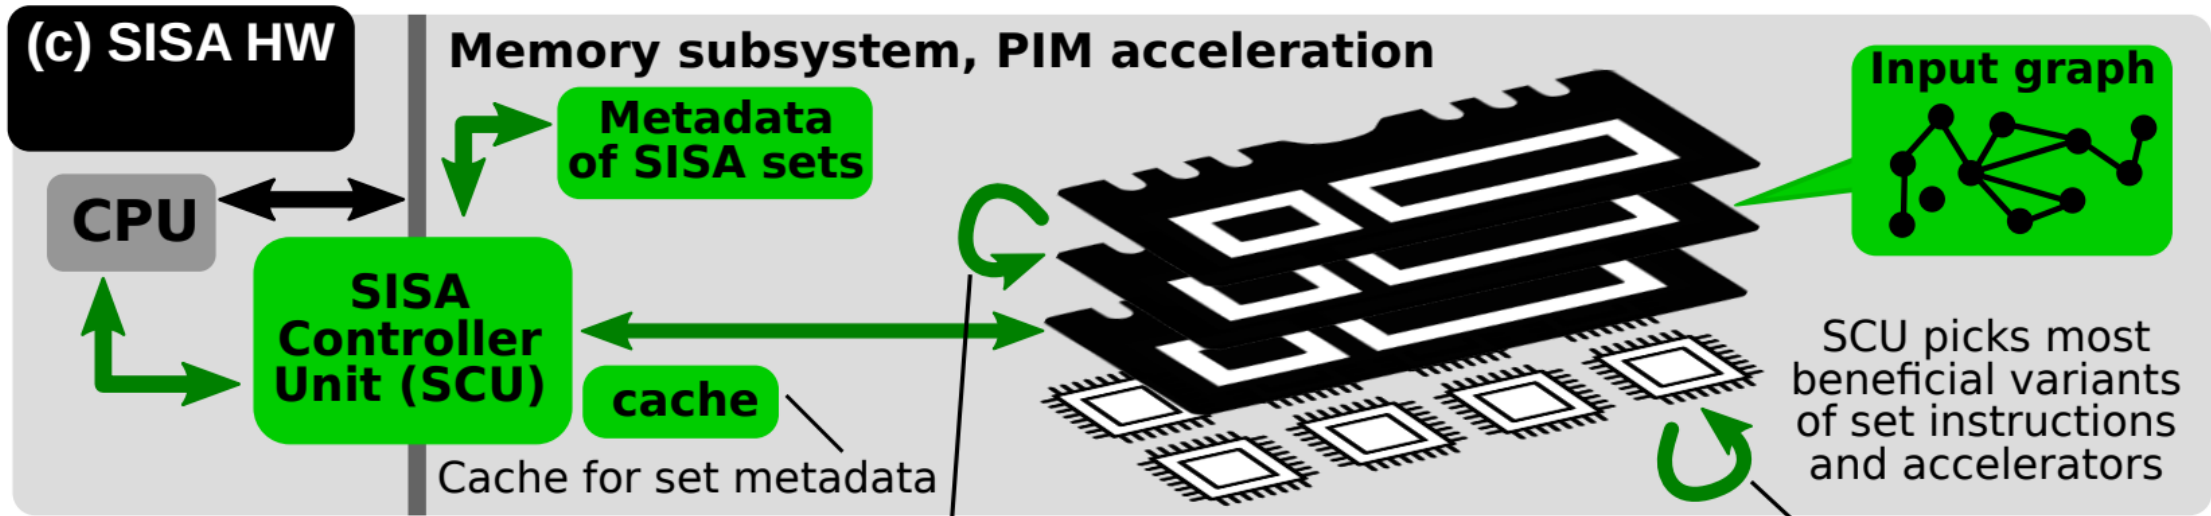 (c) SISA HW
Memory subsystem, PIM acceleration
Metadata
of SISA sets
CPU
SISA
Controller
Unit (SCU)
cache
Cache for set metadata
Input graph
SCU picks most
beneficial variants
of set instructions
and accelerators